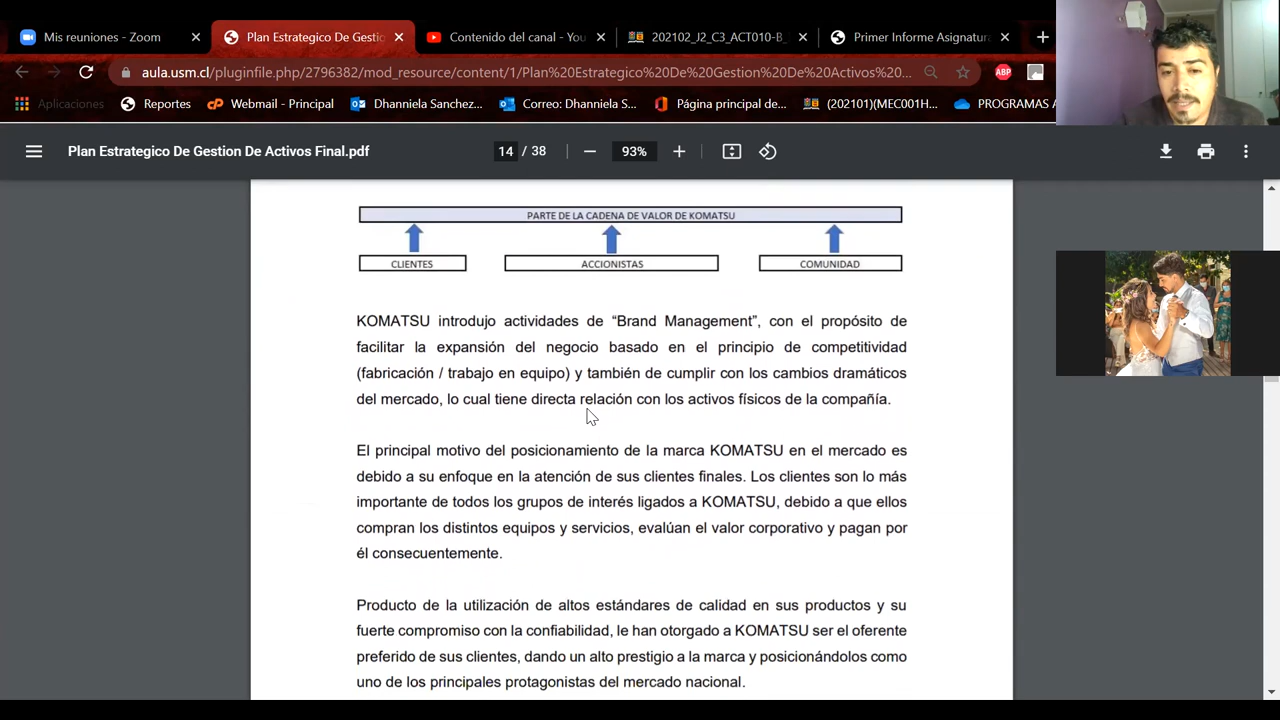 Mis reuniones - Zoom
Plan Estrategico De Gestio
Contenido del canal - You
202102_J2_C3_ACT010-B_
Primer Informe Asignatura
aula.usm.cl/pluginfile.php/2796382/mod_resource/content/1/Plan%20Estrategico%20De%20Gestion%20De%20Activos%20...
ABP
Aplicaciones
Reportes
Webmail - Principal
Dhanniela Sanchez...
Correo: Dhanniela S...
Página principal de...
(202101)(MEC001H...
PROGRAMAS A
Plan Estrategico De Gestion De Activos Final.pdf
14 / 38
93%
PARTE DE LA CADENA DE VALOR DE KOMATSU
CLIENTES
ACCIONISTAS
COMUNIDAD
KOMATSU introdujo actividades de “Brand Management”, con el propósito de
facilitar la expansión del negocio basado en el principio de competitividad
(fabricación / trabajo en equipo) y también de cumplir con los cambios dramáticos
del mercado, lo cual tiene directa relación con los activos físicos de la compañía.
El principal motivo del posicionamiento de la marca KOMATSU en el mercado es
debido a su enfoque en la atención de sus clientes finales. Los clientes son lo más
importante de todos los grupos de interés ligados a KOMATSU, debido a que ellos
compran los distintos equipos y servicios, evalúan el valor corporativo y pagan por
él consecuentemente.
Producto de la utilización de altos estándares de calidad en sus productos y su
fuerte compromiso con la confiabilidad, le han otorgado a KOMATSU ser el oferente
preferido de sus clientes, dando un alto prestigio a la marca y posicionándolos como
uno de los principales protagonistas del mercado nacional.